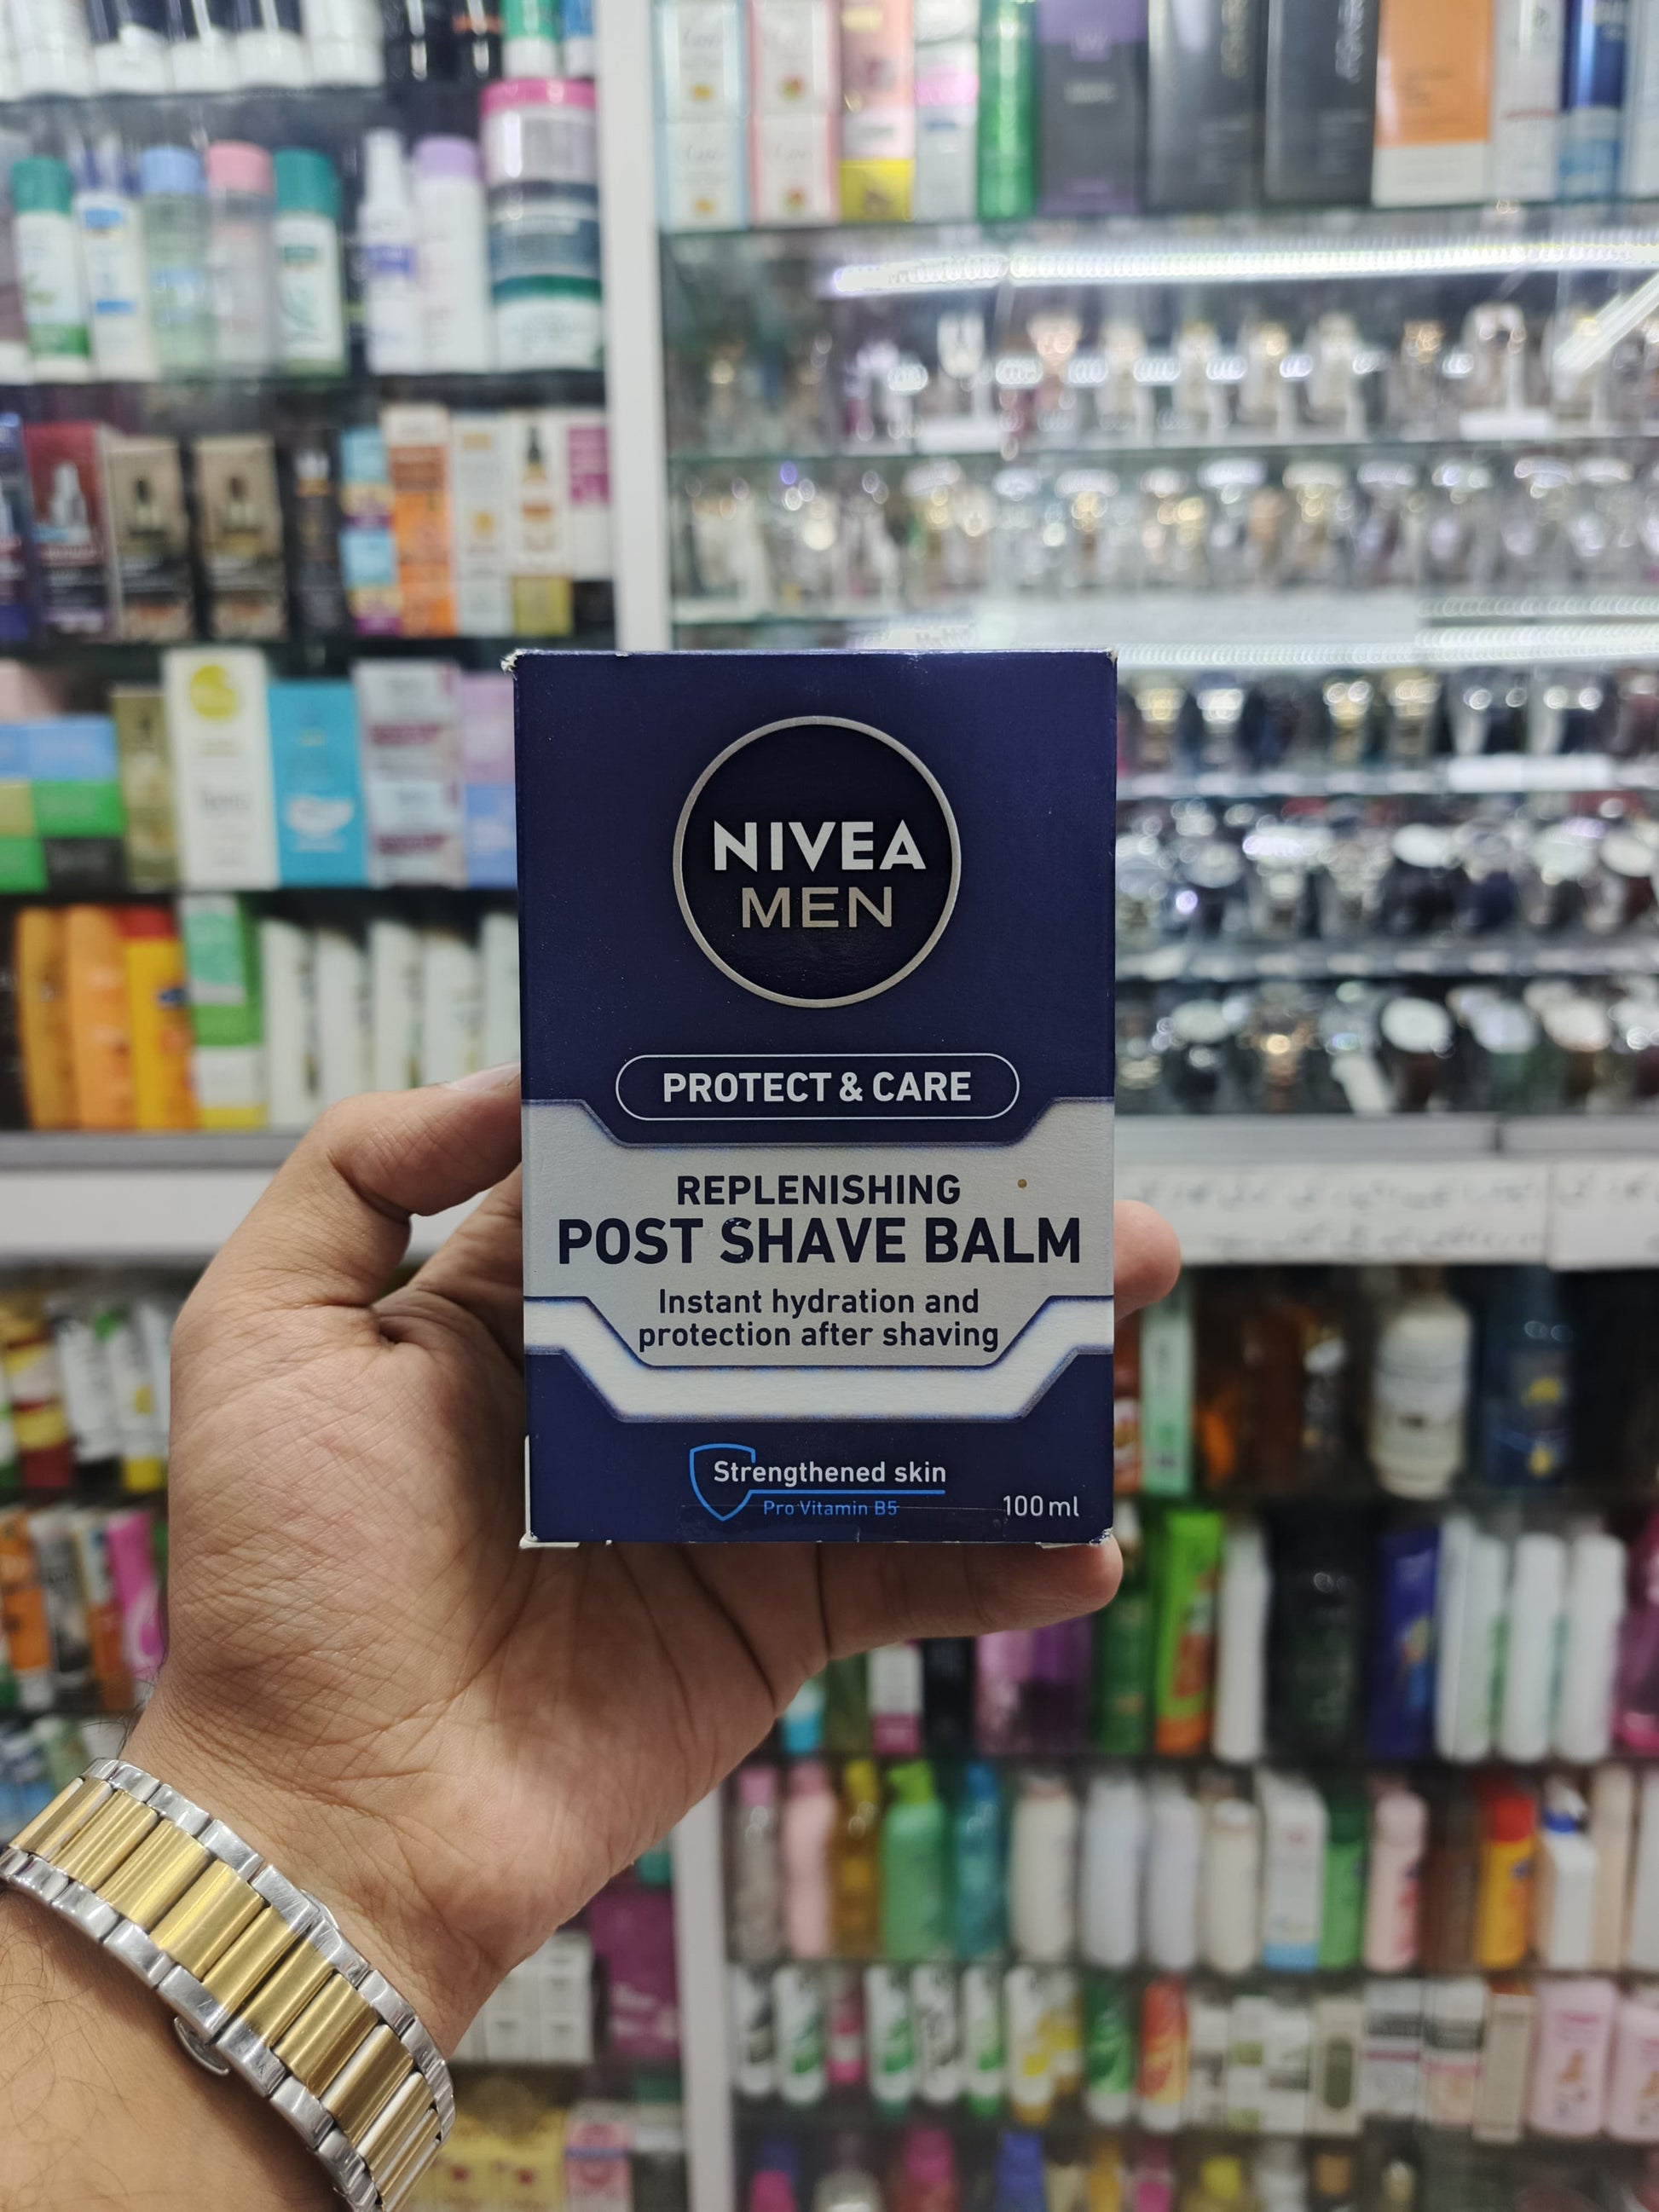 NIVEA
MEN
PROTECT & CARE
REPLENISHING
POST SHAVE BALM
Instant hydration and
protection after shaving
Strengthened skin
Pro Vitamin B5
100 ml